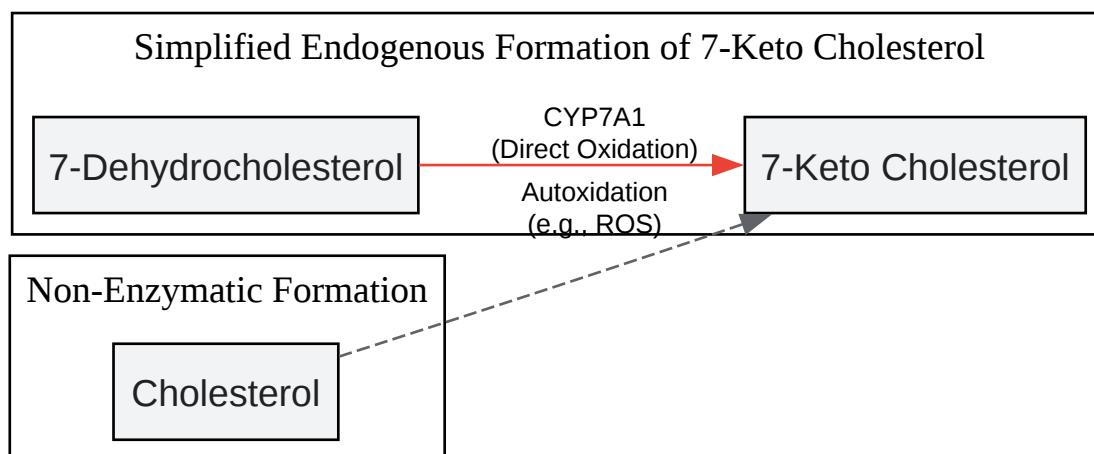 Simplified Endogenous Formation of 7-Keto Cholesterol
7-Dehydrocholesterol
CYP7A1
(Direct Oxidation)
7-Keto Cholesterol
Autoxidation
(e.g., ROS)
Non-Enzymatic Formation
Cholesterol